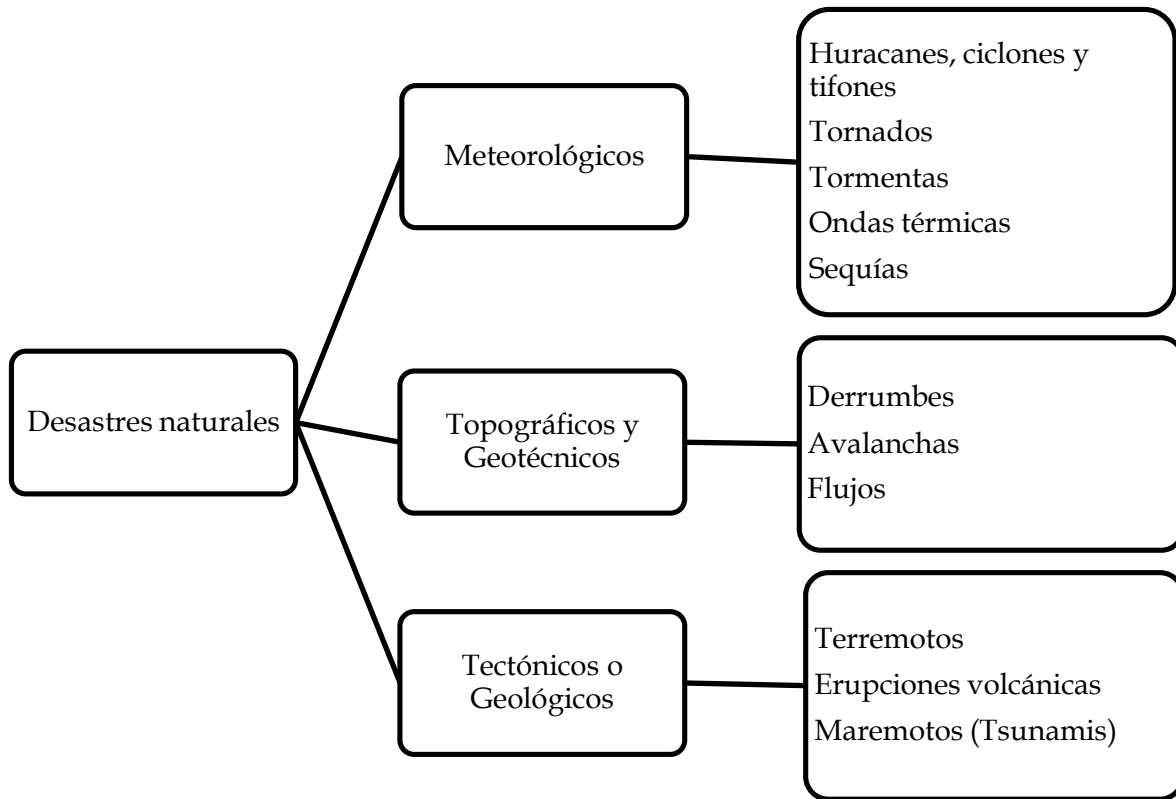 Desastres naturales
Meteorológicos
Huracanes, ciclones y
tifones
Tornados
Tormentas
Ondas térmicas
Sequías
Topográficos y
Geotécnicos
Derrumbes
Avalanchas
Flujos
Tectónicos o
Geológicos
Terremotos
Erupciones volcánicas
Maremotos (Tsunamis)